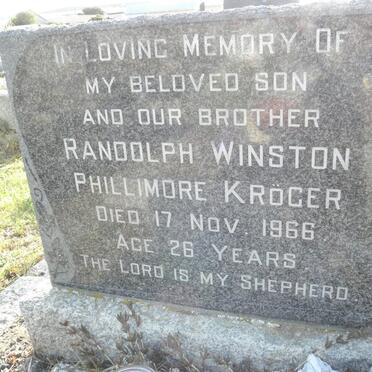 In Loving Memory Of
My Beloved Son
And Our Brother
Randolph Winston
Phillimore Kröger
Died 17 Nov. 1966
Age 26 Years
The Lord is my Shepherd